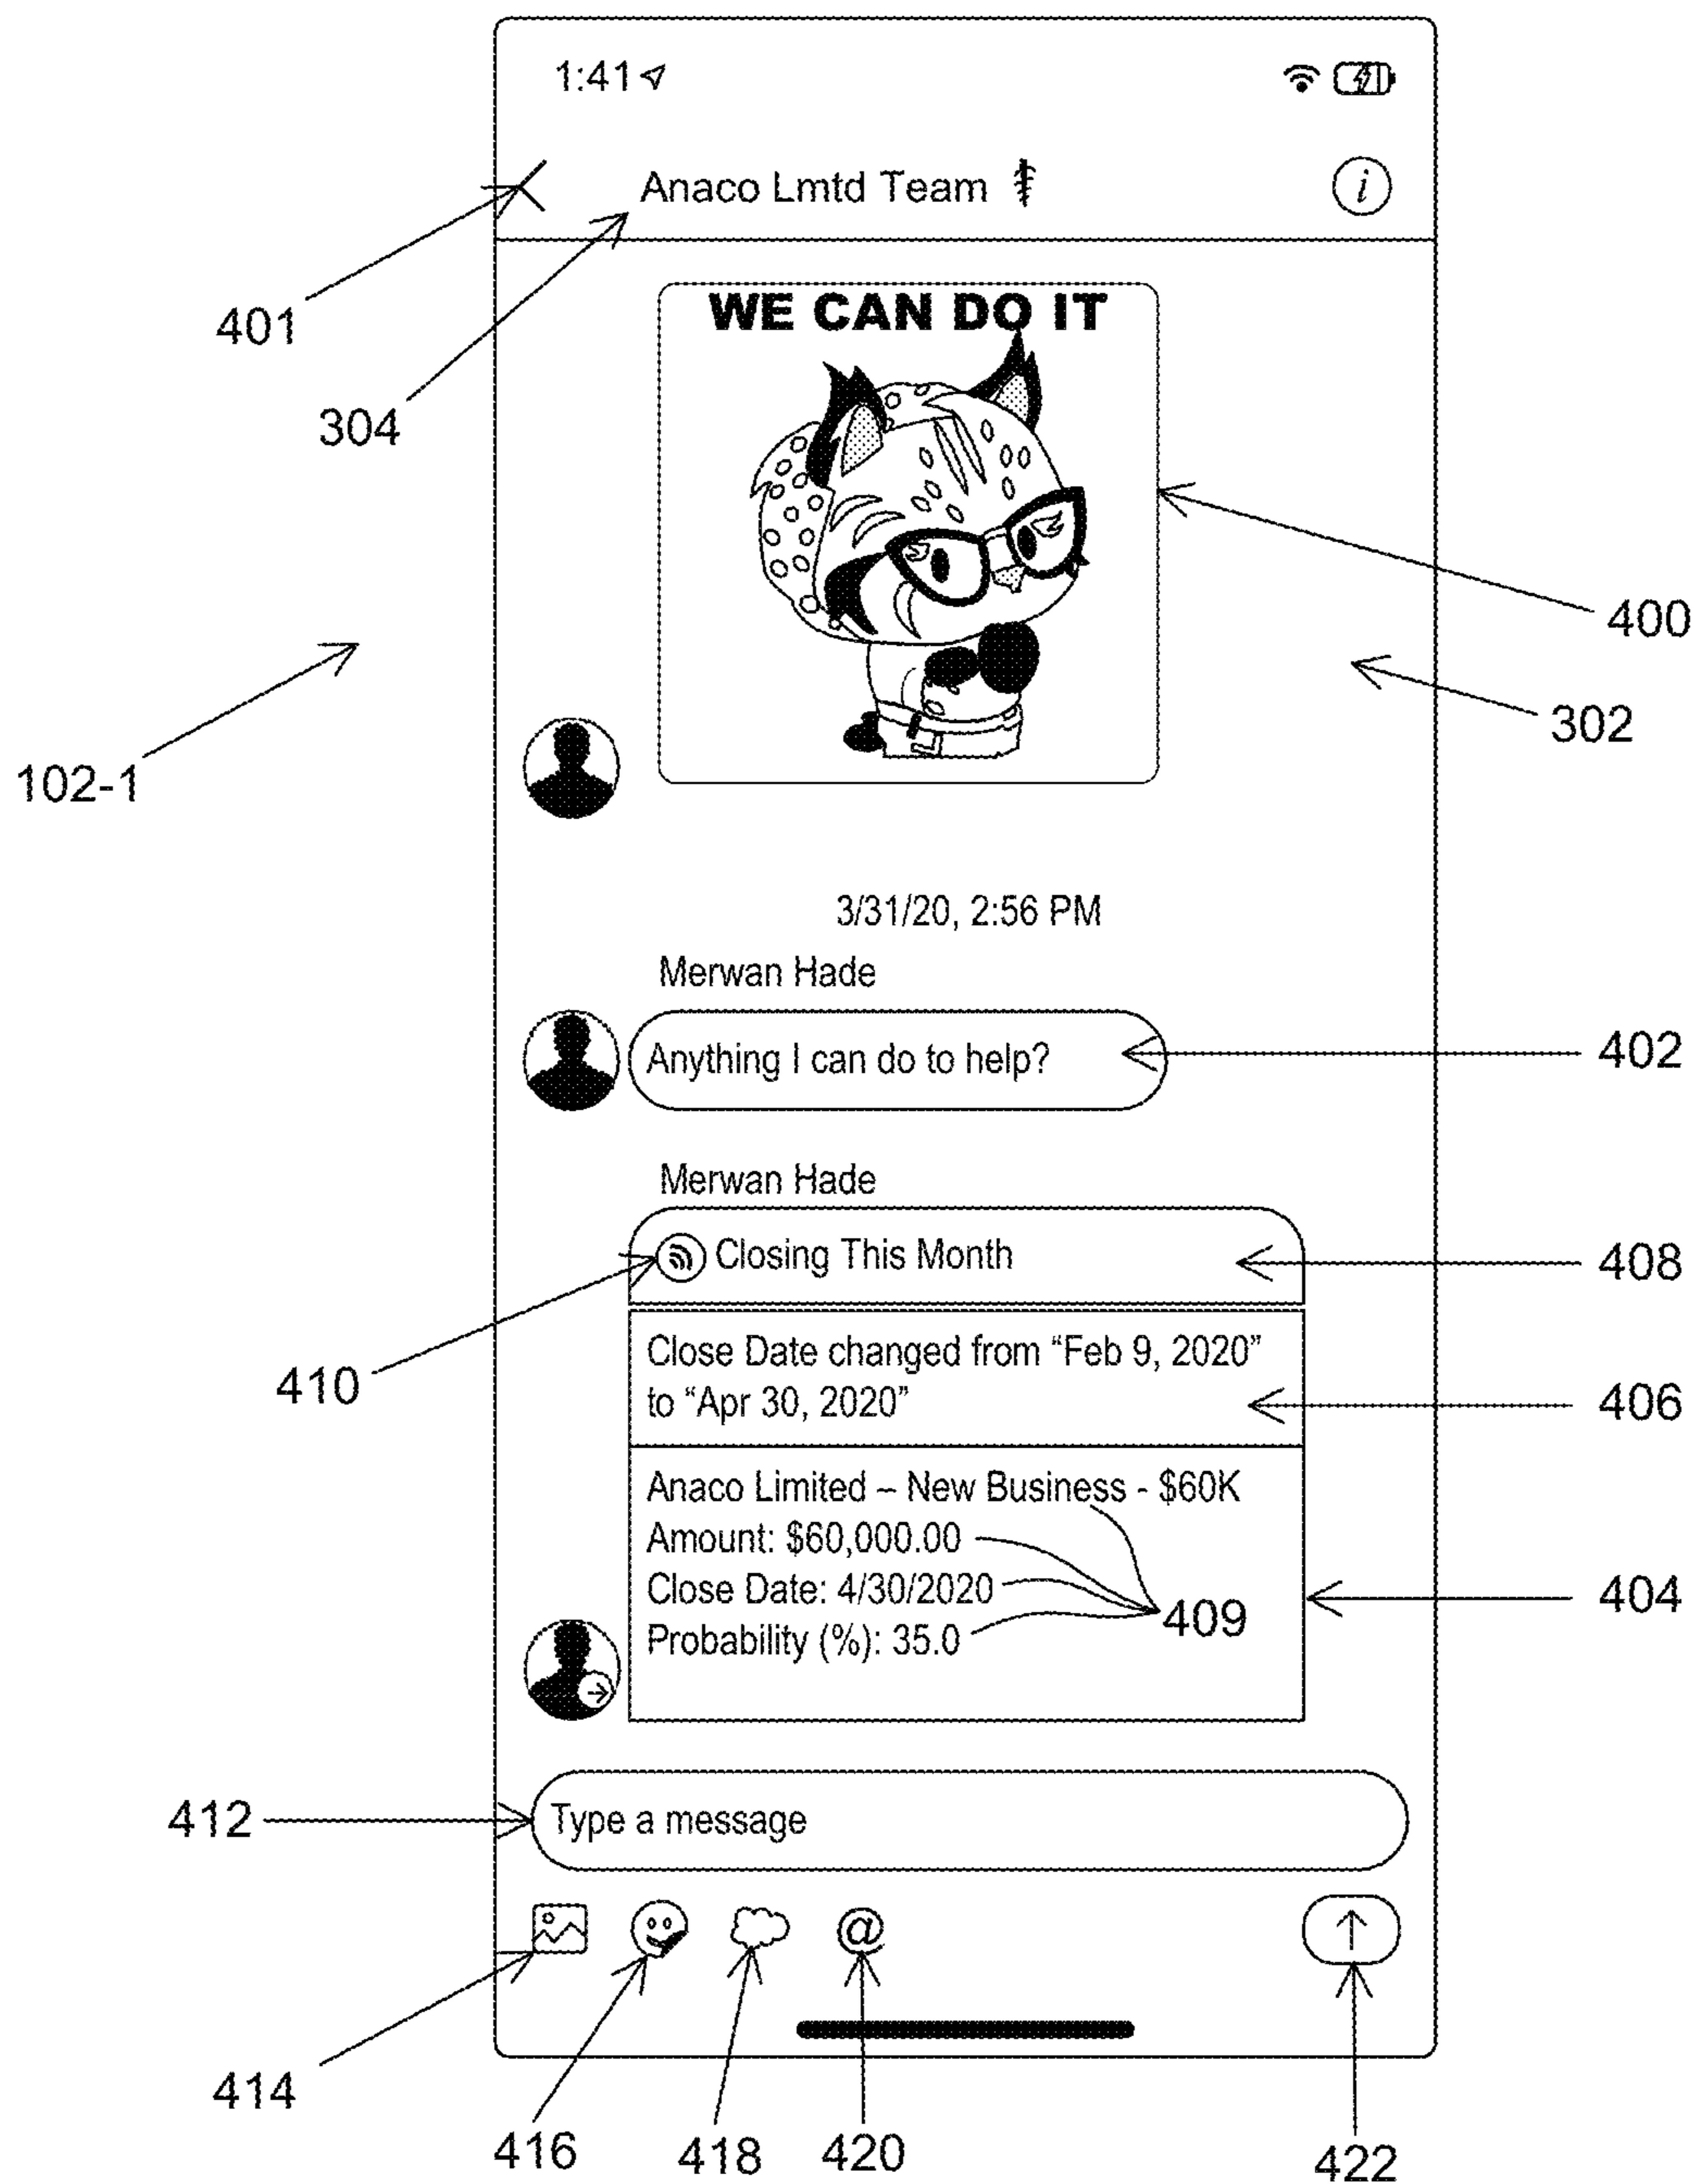 1:41
Anaco Lmtd Team
i
401
304
WE CAN DO IT
400
302
102-1
3/31/20, 2:56 PM
Merwan Hade
Anything I can do to help?
402
Merwan Hade
Closing This Month
408
410
Close Date changed from “Feb 9, 2020”
to “Apr 30, 2020”
406
Anaco Limited – New Business - $60K
Amount: $60,000.00
Close Date: 4/30/2020
404
409
Probability (%): 35.0
412
Type a message
@
414
416
418
420
422